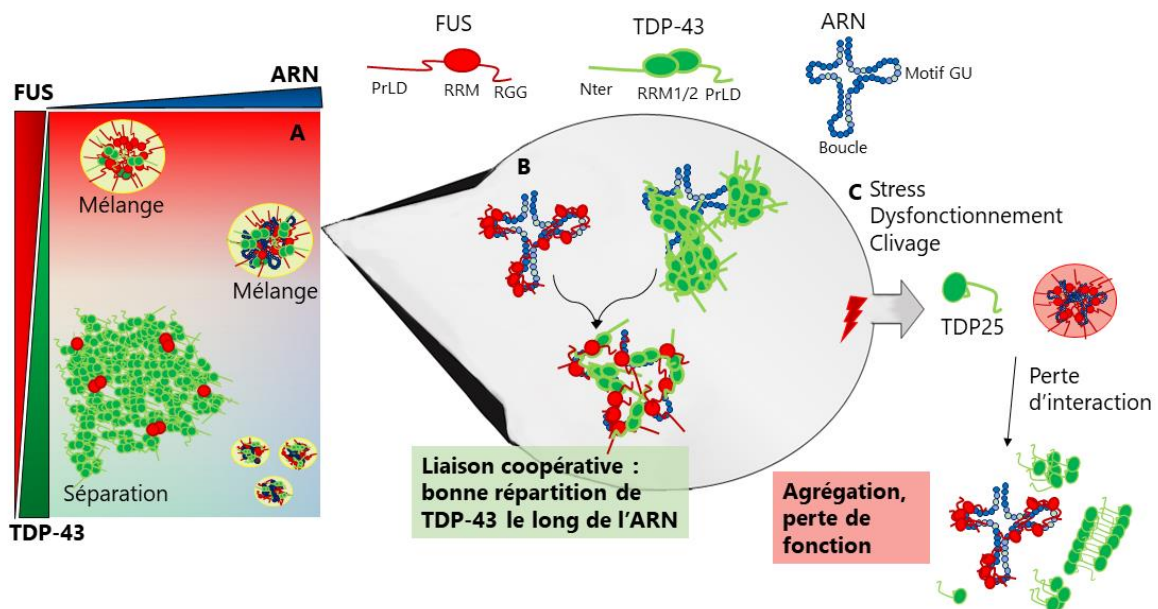 FUS
TDP-43
ARN
PrLD
RRM
RGG
Nter
RRM1/2
PrLD
Motif GU
Boucle
ARN
FUS
A
Mélange
Mélange
Séparation
TDP-43
B
Liaison coopérative :
bonne répartition de
TDP-43 le long de l'ARN
C
Stress
Dysfonctionnement
Clivage
TDP25
Perte
d'interaction
Agrégation,
perte de
fonction